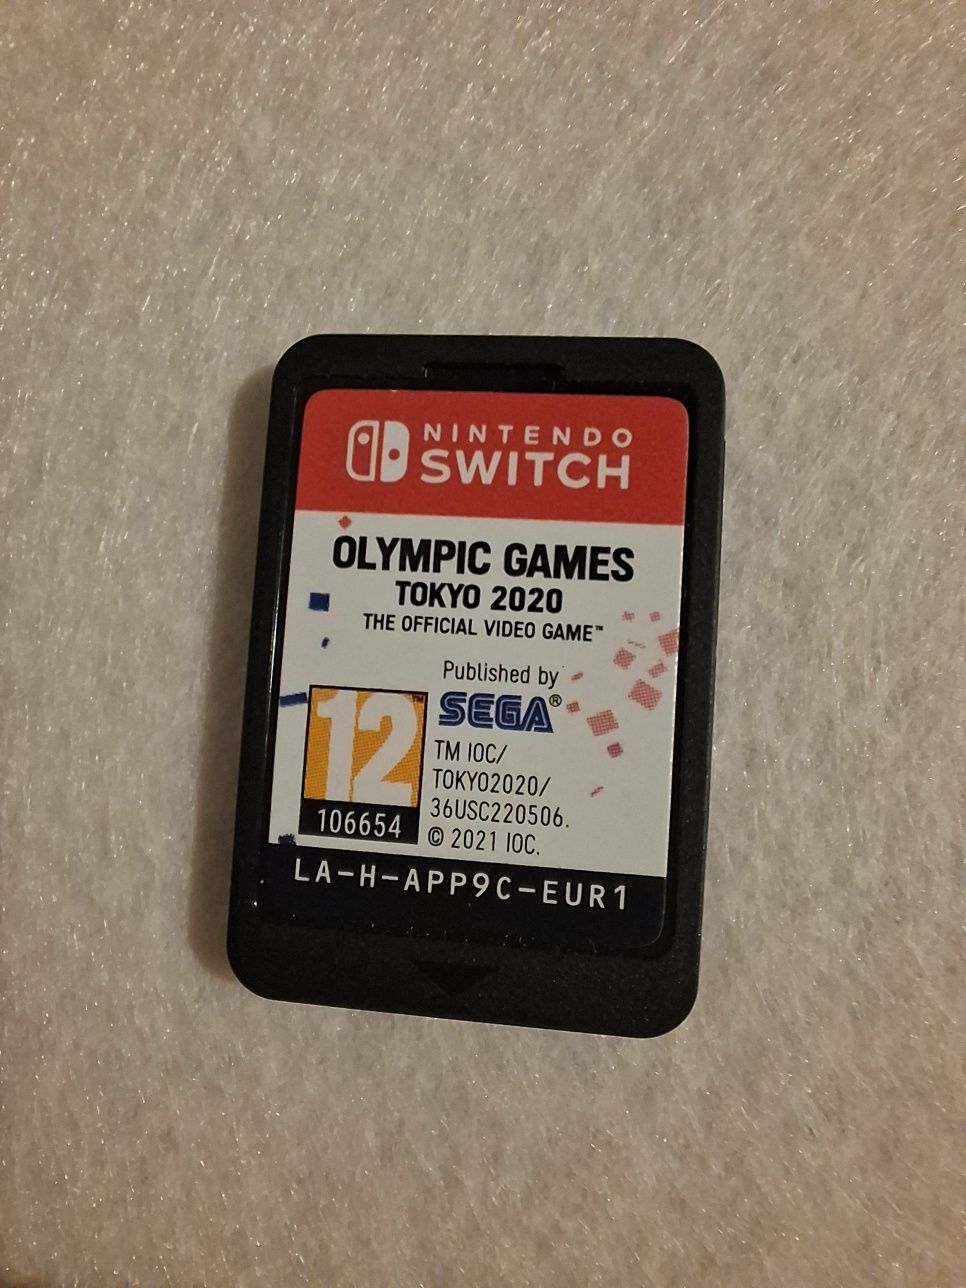 NINTENDO
SWITCH
OLYMPIC GAMES
TOKYO 2020
THE OFFICIAL VIDEO GAME™
Published by
SEGA®
12™
106654
TM IOC/
TOKYO2020/
36USC220506.
© 2021 IOC.
LA-H-APP9C-EUR1